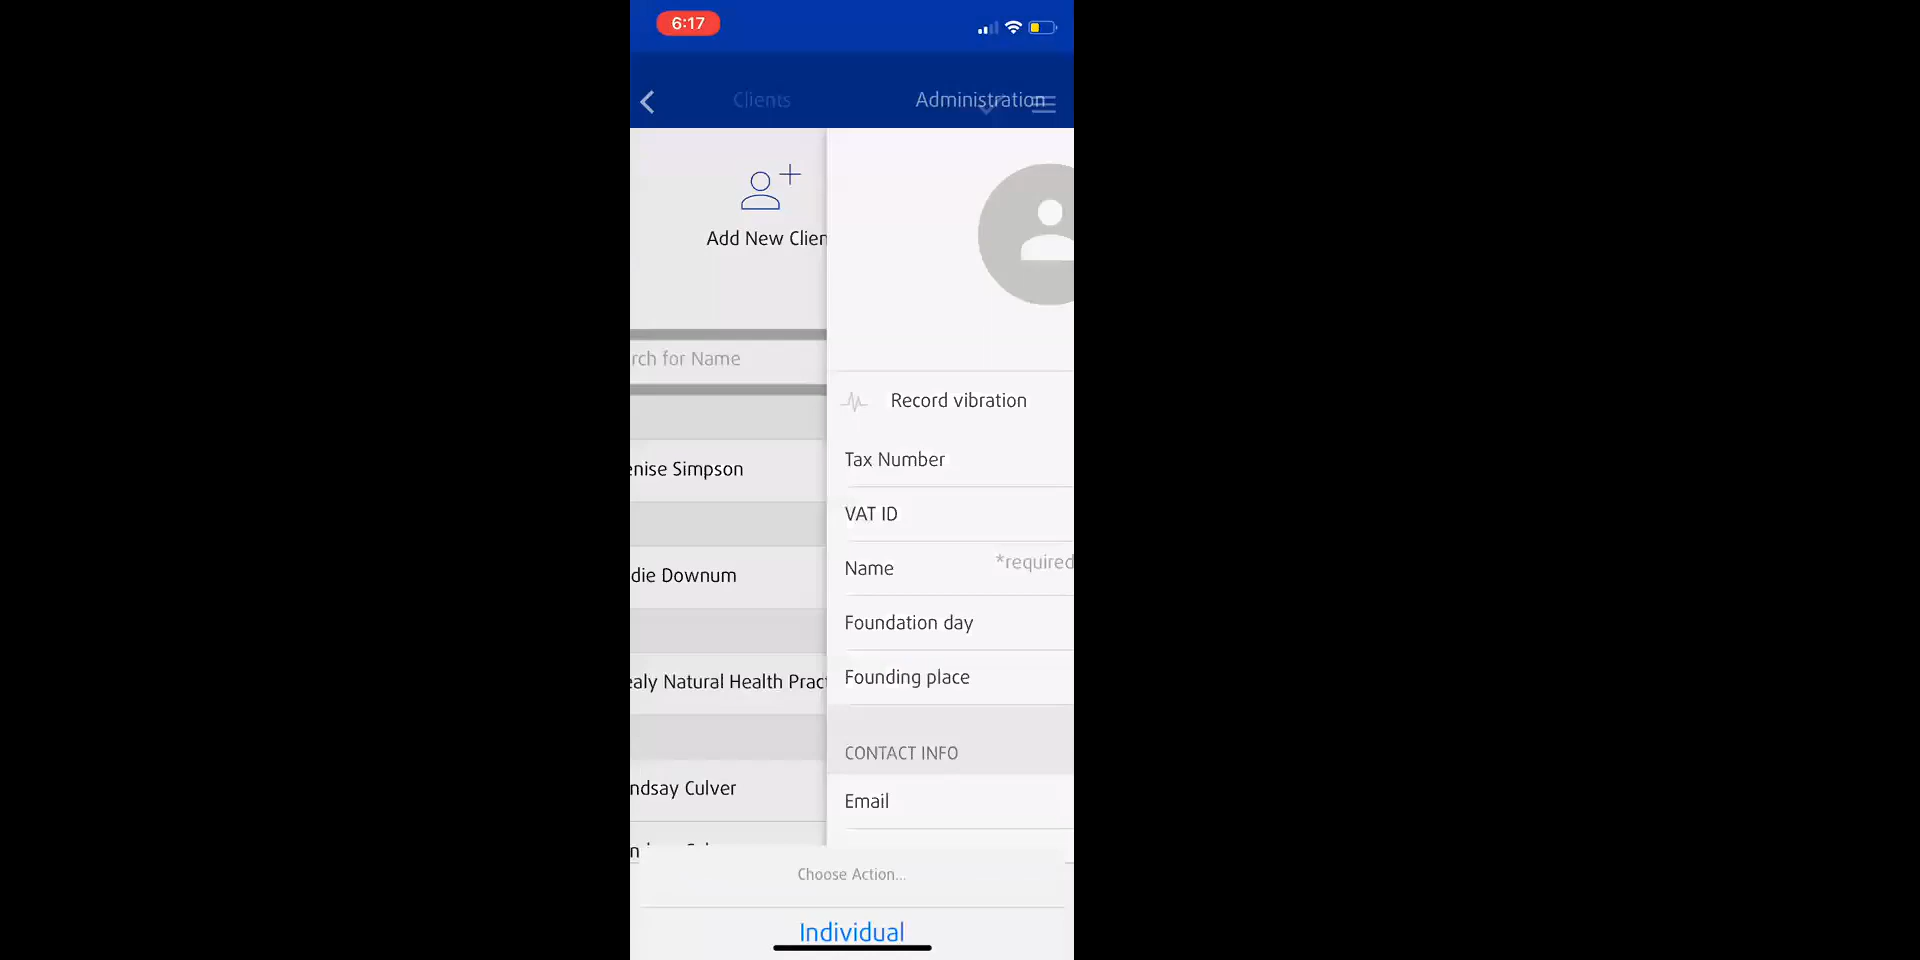 6:17
Clients
Administration
Add New Clien
rch for Name
Record vibration
Tax Number
enise Simpson
VAT ID
Name
*required
die Downum
Foundation day
ealy Natural Health Pract
Founding place
CONTACT INFO
ndsay Culver
Email
Choose Action...
Individual